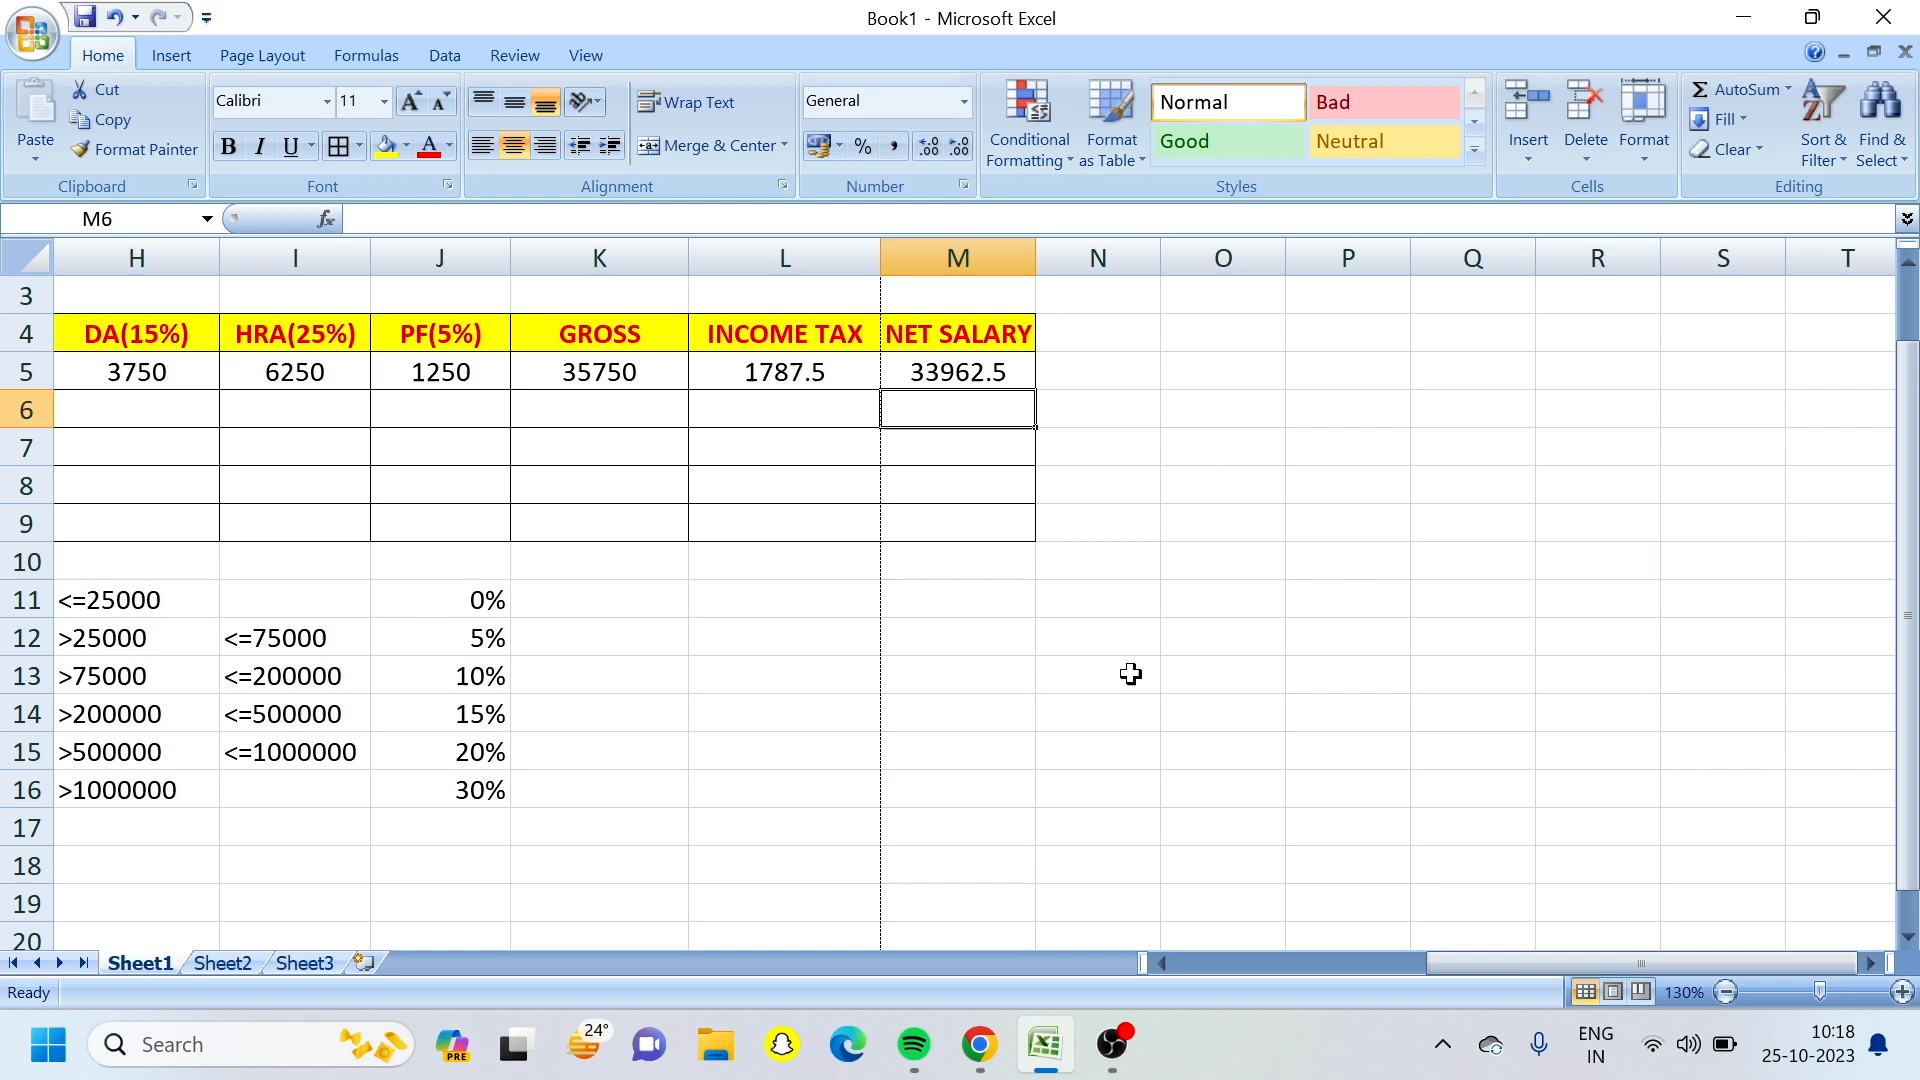 Book1 - Microsoft Excel
Home Insert Page Layout Formulas Data Review View
Paste
Cut
Copy
Format Painter
Clipboard
Calibri 11
B I U
Font
Wrap Text
Merge & Center
Alignment
General
%
Number
Conditional Formatting
Format as Table
Normal Bad
Good Neutral
Styles
Insert Delete Format
Cells
AutoSum
Fill
Clear
Sort & Filter
Find & Select
Editing
M6 fx
H I J K L M N O P Q R S T
3
4 DA(15%) HRA(25%) PF(5%) GROSS INCOME TAX NET SALARY
5 3750 6250 1250 35750 1787.5 33962.5
6
7
8
9
10
11 <=25000 0%
12 >25000 <=75000 5%
13 >75000 <=200000 10%
14 >200000 <=500000 15%
15 >500000 <=1000000 20%
16 >1000000 30%
17
18
19
20
Sheet1 Sheet2 Sheet3
Ready 130%
Search 24° PRE ENG 10:18
IN 25-10-2023